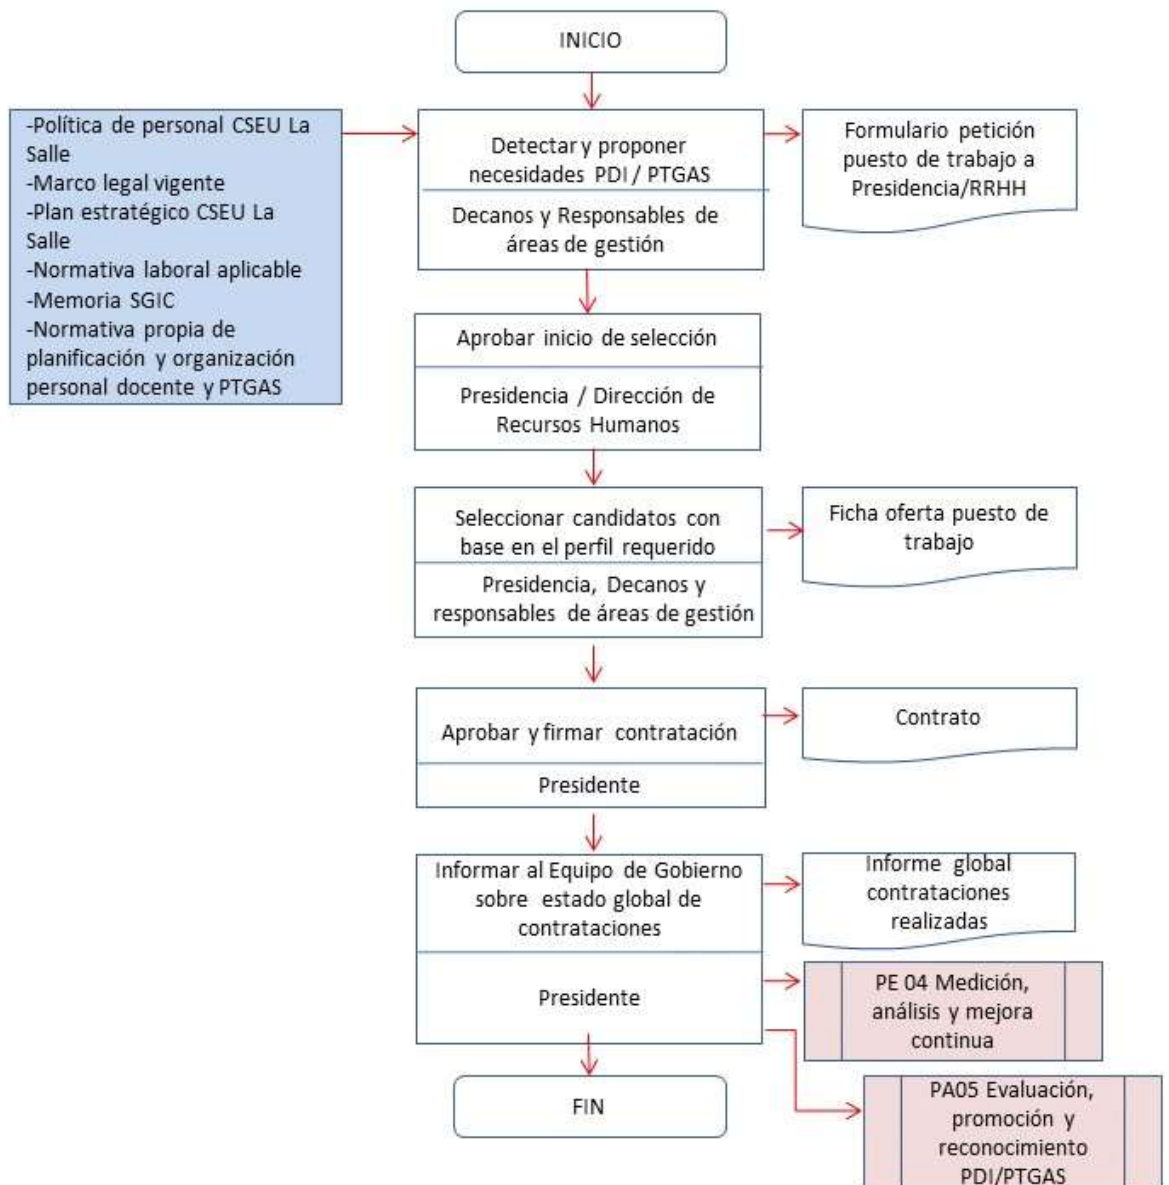 INICIO
-Política de personal CSEU La
Salle
-Marco legal vigente
-Plan estratégico CSEU La
Salle
-Normativa laboral aplicable
-Memoria SGIC
-Normativa propia de
planificación y organización
personal docente y PTGAS
Detectar y proponer
necesidades PDI / PTGAS
Decanos y Responsables de
áreas de gestión
Formulario petición
puesto de trabajo a
Presidencia/RRHH
Aprobar inicio de selección
Presidencia / Dirección de
Recursos Humanos
Seleccionar candidatos con
base en el perfil requerido
Presidencia, Decanos y
responsables de áreas de gestión
Ficha oferta puesto de
trabajo
Aprobar y firmar contratación
Presidente
Contrato
Informar al Equipo de Gobierno
sobre estado global de
contrataciones
Presidente
Informe global
contrataciones
realizadas
PE 04 Medición,
análisis y mejora
continua
FIN
PA05 Evaluación,
promoción y
reconocimiento
PDI/PTGAS